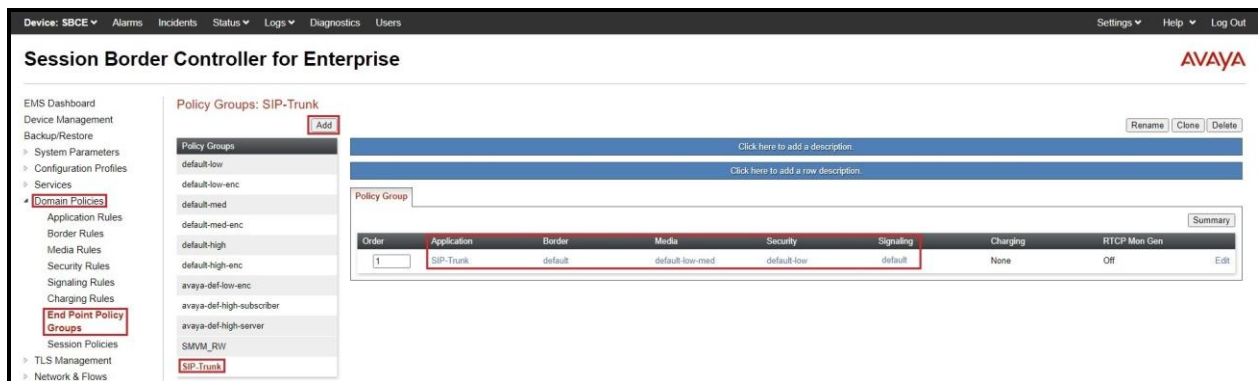 Device: SBCE Alarms Incidents Status Logs Diagnostics Users Settings Help Log Out
Session Border Controller for Enterprise
AVAYA
EMS Dashboard
Device Management
Backup/Restore
System Parameters
Configuration Profiles
Services
Domain Policies
Application Rules
Border Rules
Media Rules
Security Rules
Signaling Rules
Charging Rules
End Point Policy
Groups
Session Policies
TLS Management
Network & Flows
Policy Groups: SIP-Trunk
Add
Rename Clone Delete
Policy Groups
default-low
default-low-enc
default-med
default-med-enc
default-high
default-high-enc
avaya-def-low-enc
avaya-def-high-subscriber
avaya-def-high-server
SMVM_RW
SIP-Trunk
Click here to add a description.
Click here to add a row description.
Policy Group
Summary
Order Application Border Media Security Signaling Charging RTCP Mon Gen
1 SIP-Trunk default default-low-med default-low default None Off Edit